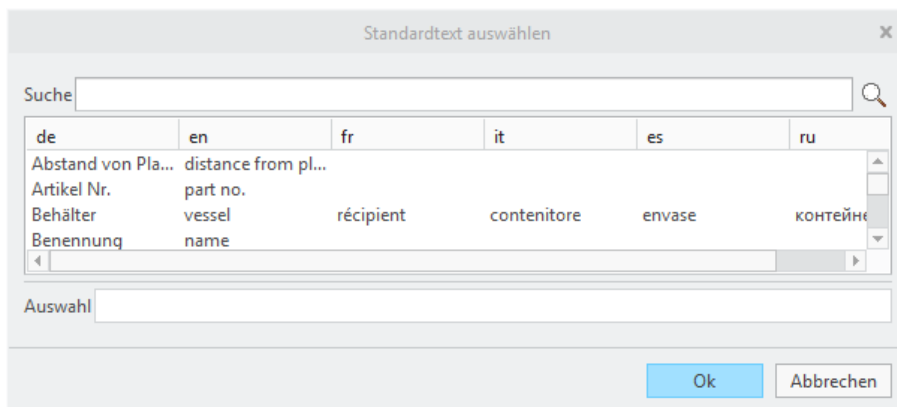 Standardtext auswählen
Suche
de en fr it es ru
Abstand von Pla... distance from pl...
Artikel Nr. part no.
Behälter vessel récipient contenitore envase контейне
Benennung name
Auswahl
Ok Abbrechen